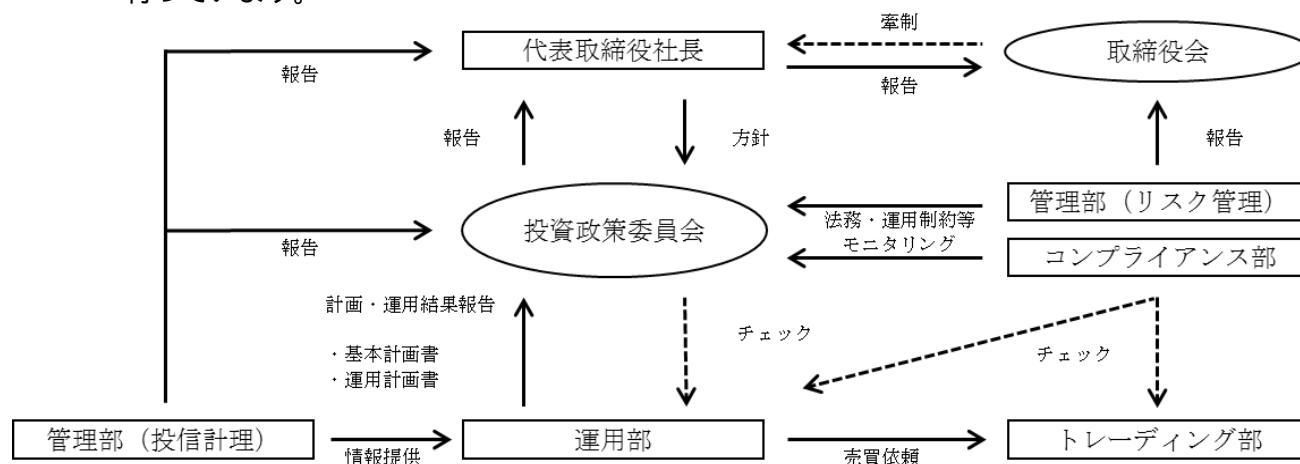 行っています。
代表取締役社長
牽制
取締役会
報告
報告
報告
方針
報告
管理部（リスク管理）
投資政策委員会
法務・運用制約等
モニタリング
コンプライアンス部
報告
計画・運用結果報告
・基本計画書
・運用計画書
チェック
チェック
管理部（投信計理）
情報提供
運用部
売買依頼
トレーディング部